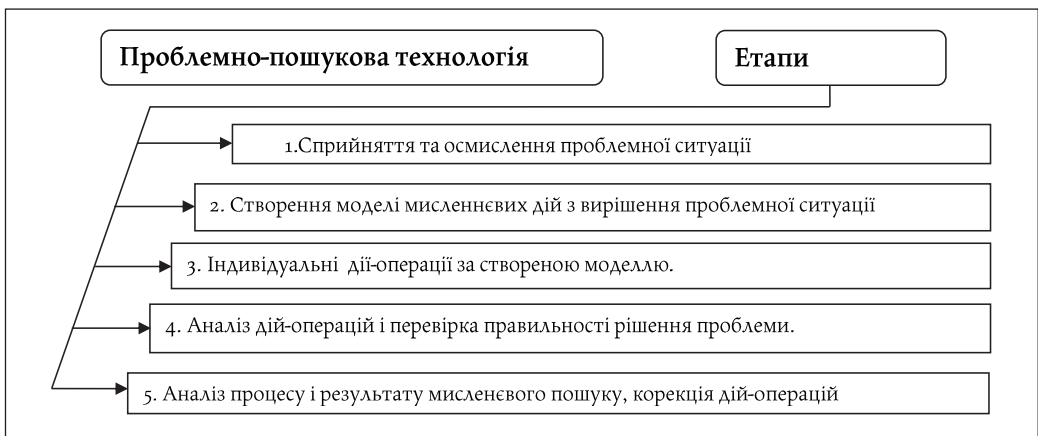 Проблемно-пошукова технологія
Етапи
1.Сприйняття та осмислення проблемної ситуації
2. Створення моделі мисленнєвих дій з вирішення проблемної ситуації
3. Індивідуальні дії-операції за створеною моделлю.
4. Аналіз дій-операцій і перевірка правильності рішення проблеми.
5. Аналіз процесу і результату мисленєвого пошуку, корекція дій-операцій